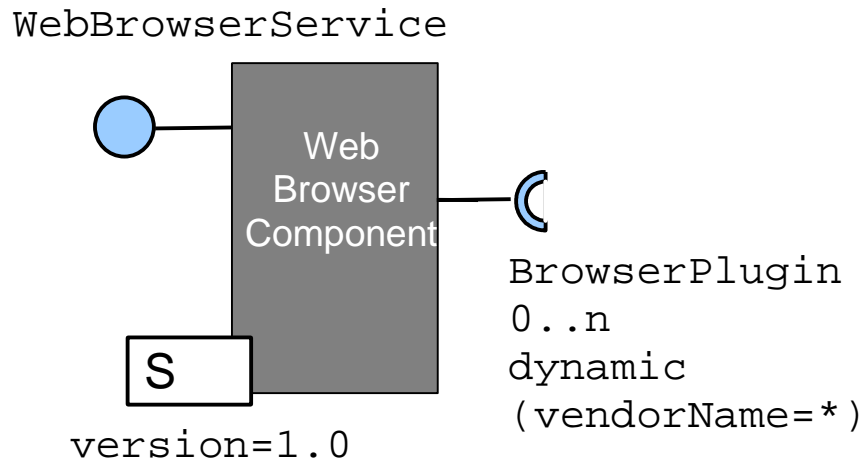 WebBrowserService
Web
Browser
Component
BrowserPlugin
0..n
dynamic
(vendorName=*)
S
version=1.0